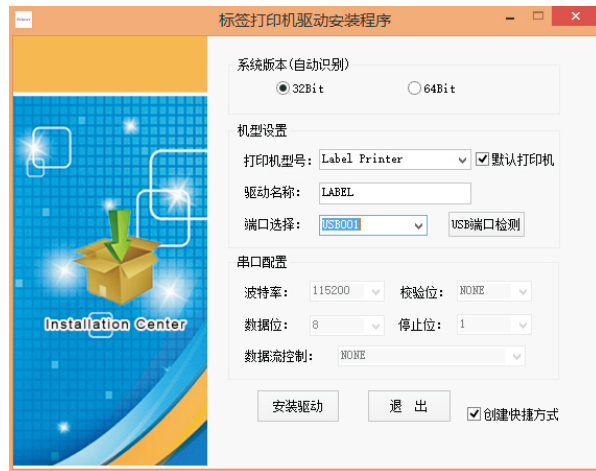 标签打印机驱动安装程序
系统版本(自动识别)
32Bit 64Bit
机型设置
打印机型号: Label Printer 默认打印机
驱动名称: LABEL
端口选择: USB001 USB端口检测
串口配置
波特率: 115200 校验位: NONE
数据位: 8 停止位: 1
数据流控制: NONE
Installation Center
安装驱动 退 出 创建快捷方式